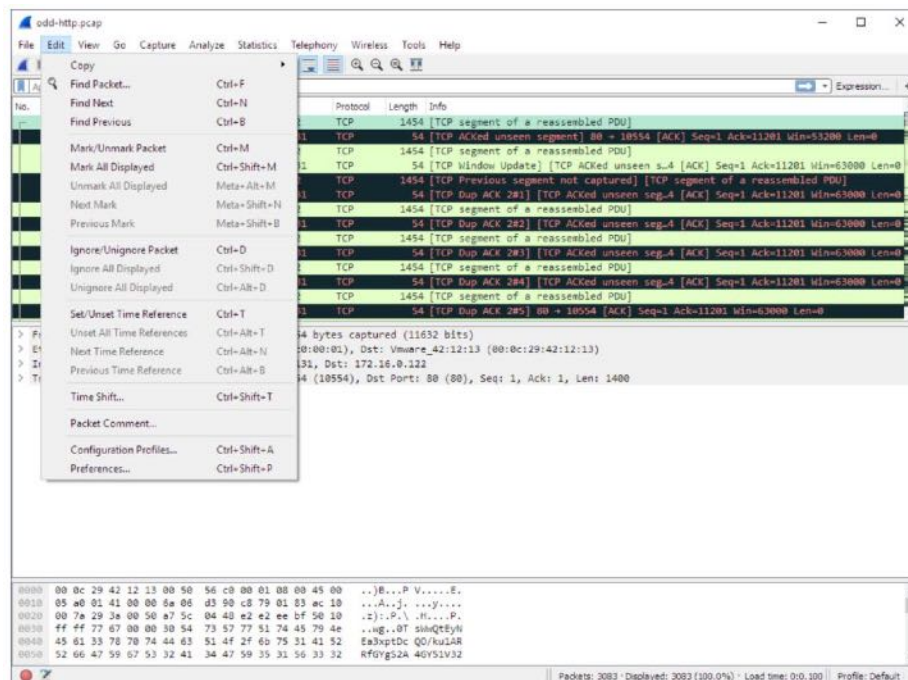 odd-http.pcap
File Edit View Go Capture Analyze Statistics Telephony Wireless Tools Help
Expression...
Copy
Find Packet... Ctrl+F
Find Next Ctrl+N
Find Previous Ctrl+B
Mark/Unmark Packet Ctrl+M
Mark All Displayed Ctrl+Shift+M
Unmark All Displayed Meta+Alt+M
Next Mark Meta+Shift+N
Previous Mark Meta+Shift+B
Ignore/Unignore Packet Ctrl+D
Ignore All Displayed Ctrl+Shift+D
Unignore All Displayed Ctrl+Alt+D
Set/Unset Time Reference Ctrl+T
Unset All Time References Ctrl+Alt+T
Next Time Reference Ctrl+Alt+N
Previous Time Reference Ctrl+Alt+B
Time Shift... Ctrl+Shift+T
Packet Comment...
Configuration Profiles... Ctrl+Shift+A
Preferences... Ctrl+Shift+P
No. Protocol Length Info
TCP 1454 [TCP segment of a reassembled PDU]
TCP 54 [TCP ACKed unseen segment] 80 → 10554 [ACK] Seq=1 Ack=11201 Win=53200 Len=0
TCP 1454 [TCP segment of a reassembled PDU]
TCP 54 [TCP Window Update] [TCP ACKed unseen s…4 [ACK] Seq=1 Ack=11201 Win=63000 Len=0
TCP 1454 [TCP Previous segment not captured] [TCP segment of a reassembled PDU]
TCP 54 [TCP Dup ACK 2#1] [TCP ACKed unseen seg…4 [ACK] Seq=1 Ack=11201 Win=63000 Len=0
TCP 1454 [TCP segment of a reassembled PDU]
TCP 54 [TCP Dup ACK 2#2] [TCP ACKed unseen seg…4 [ACK] Seq=1 Ack=11201 Win=63000 Len=0
TCP 1454 [TCP segment of a reassembled PDU]
TCP 54 [TCP Dup ACK 2#3] [TCP ACKed unseen seg…4 [ACK] Seq=1 Ack=11201 Win=63000 Len=0
TCP 1454 [TCP segment of a reassembled PDU]
TCP 54 [TCP Dup ACK 2#4] [TCP ACKed unseen seg…4 [ACK] Seq=1 Ack=11201 Win=63000 Len=0
TCP 1454 [TCP segment of a reassembled PDU]
TCP 54 [TCP Dup ACK 2#5] 80 → 10554 [ACK] Seq=1 Ack=11201 Win=63000 Len=0
54 bytes captured (11632 bits)
:0:00:01), Dst: Vmware_42:12:13 (00:0c:29:42:12:13)
131, Dst: 172.16.0.122
54 (10554), Dst Port: 80 (80), Seq: 1, Ack: 1, Len: 1400
0000 00 0c 29 42 12 13 00 50 56 c0 00 01 08 00 45 00 ..)B...P V.....E.
0010 05 a0 01 41 00 00 6a 06 d3 90 c8 79 01 83 ac 10 ...A..j. ...y....
0020 00 7a 29 3a 00 50 a7 5c 04 48 e2 e2 ee bf 50 10 .z):.P.\ .H....P.
0030 ff ff 77 67 00 00 30 54 73 57 77 51 74 45 79 4e ..wg..0T sWwQtEyN
0040 45 61 33 78 70 74 44 63 51 4f 2f 6b 75 31 41 52 Ea3xptDc QO/ku1AR
0050 52 66 47 59 67 53 32 41 34 47 59 35 31 56 33 32 RfGYgS2A 4GY51V32
Packets: 3083 · Displayed: 3083 (100.0%) · Load time: 0:0.100 Profile: Default